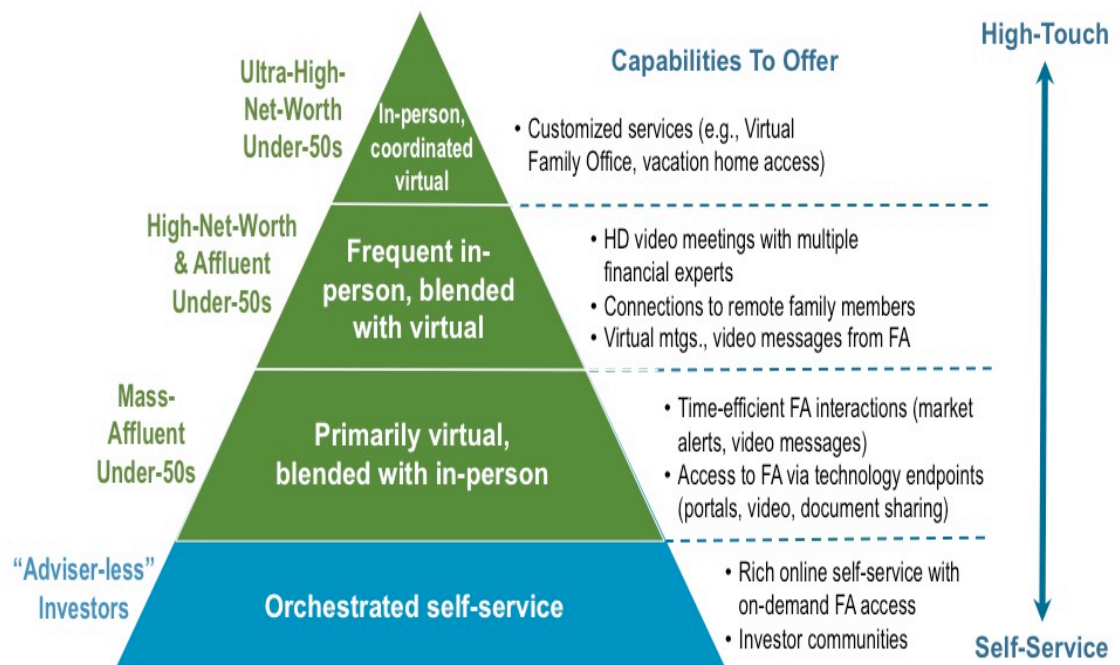 High-Touch
Capabilities To Offer
Ultra-High-
Net-Worth
Under-50s
In-person,
coordinated
virtual
• Customized services (e.g., Virtual
Family Office, vacation home access)
High-Net-Worth
& Affluent
Under-50s
Frequent in-
person, blended
with virtual
• HD video meetings with multiple
financial experts
• Connections to remote family members
• Virtual mtgs., video messages from FA
Mass-
Affluent
Under-50s
Primarily virtual,
blended with in-person
• Time-efficient FA interactions (market
alerts, video messages)
• Access to FA via technology endpoints
(portals, video, document sharing)
“Adviser-less”
Investors
Orchestrated self-service
• Rich online self-service with
on-demand FA access
• Investor communities
Self-Service